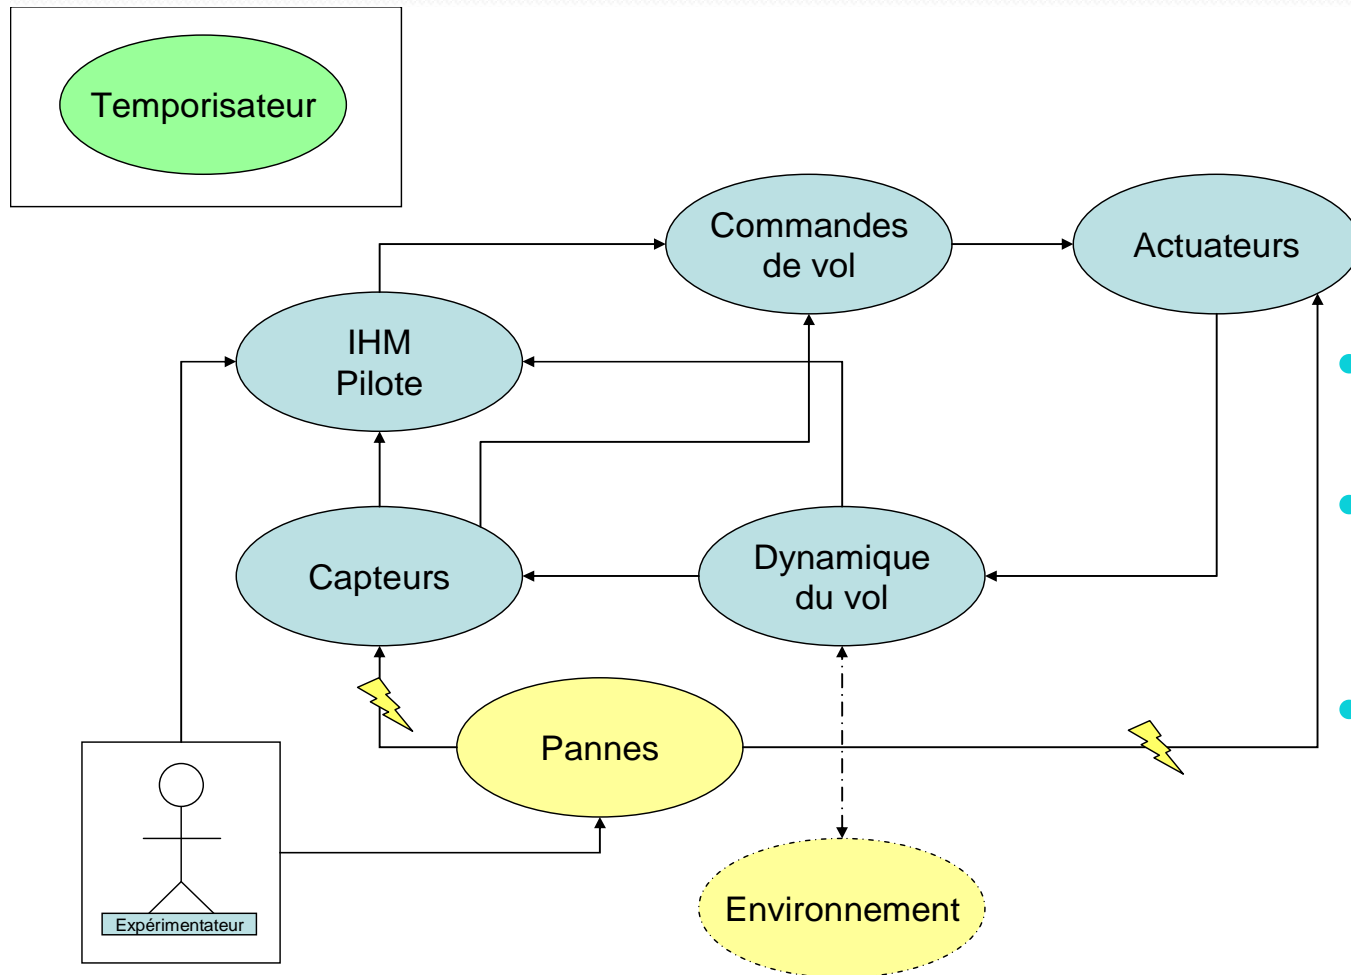 Temporisateur
Commandes
de vol
Actuateurs
IHM
Pilote
Capteurs
Dynamique
du vol
Pannes
Expérimentateur
Environnement